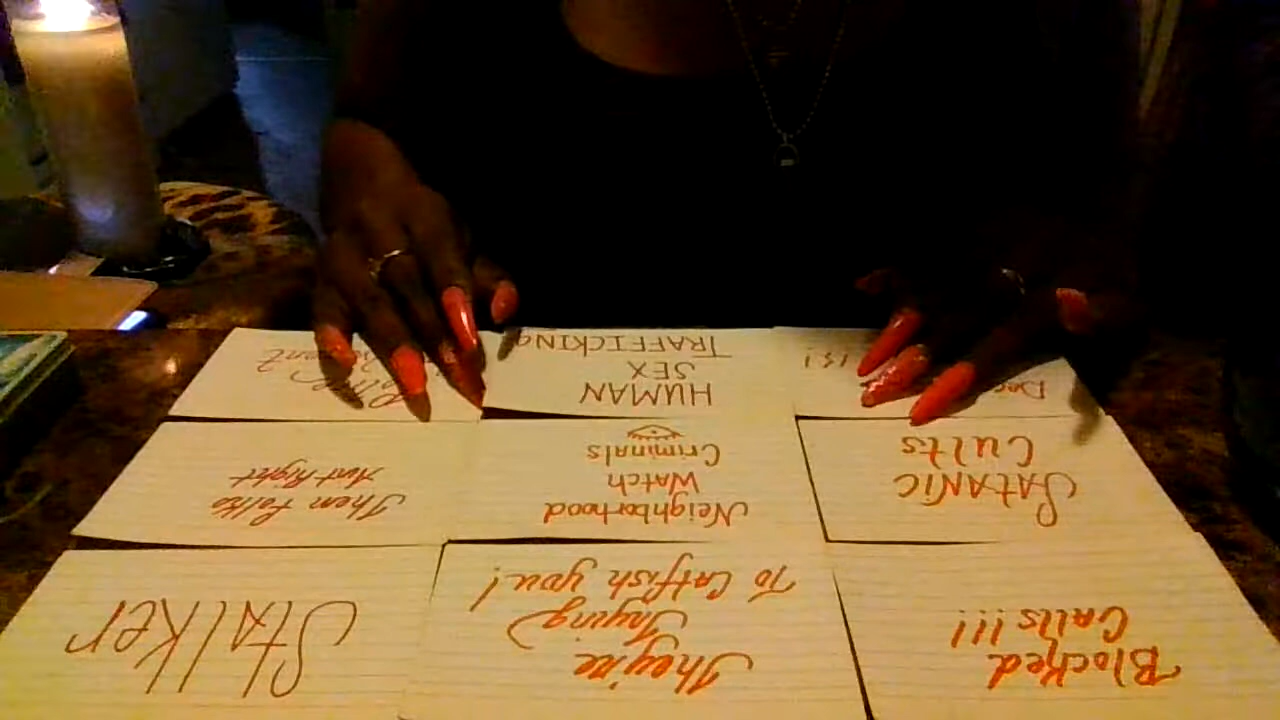 Blocked
Calls!!!
They're
Trying
To Catfish you!
Stalker
SATANIC
Cults
Neighborhood
Watch
Criminals
Them Folks
Aint Right
HUMAN
SEX
TRAFFICKING